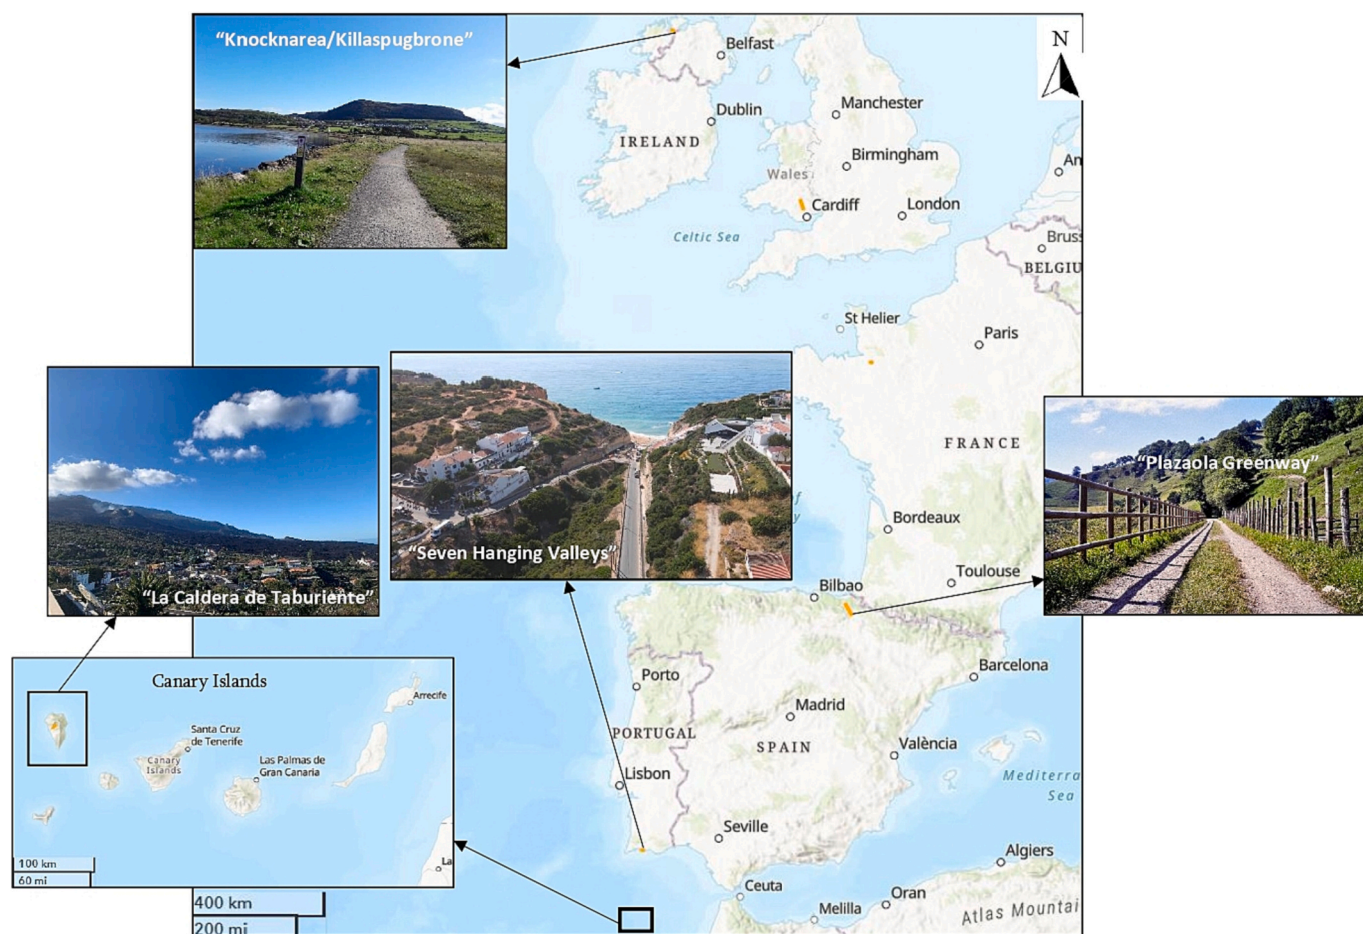 "Knocknarea/Killaspugbrone"
N
Belfast
Dublin
Manchester
IRELAND
Birmingham
Wales
An
Cardiff
London
Celtic Sea
Bruss
BELGIU
St Helier
Paris
FRANCE
"Plazaola Greenway"
Bordeaux
"Seven Hanging Valleys"
Toulouse
Bilbao
"La Caldera de Taburiente"
Barcelona
Porto
Madrid
PORTUGAL
SPAIN
València
Lisbon
Mediterra
Sea
Seville
Algiers
Canary Islands
Arrecife
Santa Cruz
de Tenerife
Canary
Islands
Las Palmas de
Gran Canaria
La
100 km
60 mi
Ceuta
Oran
Melilla
Atlas Mountai
400 km
200 mi